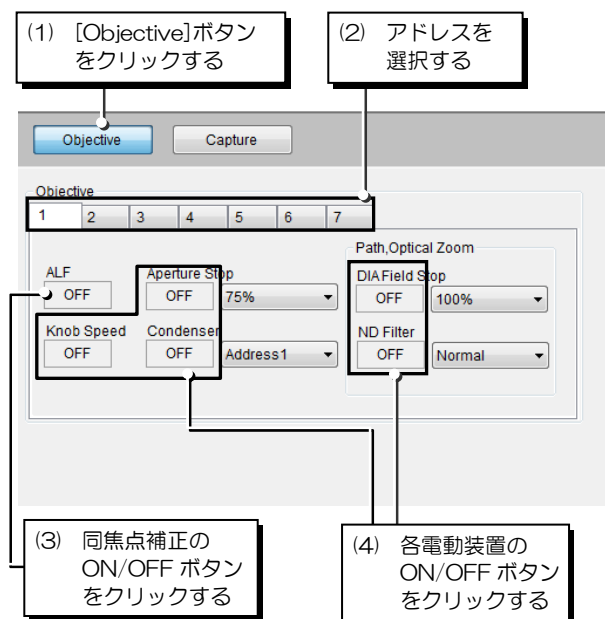 (1) [Objective]ボタン
をクリックする
(2) アドレスを
選択する
Objective Capture
Objective
1 2 3 4 5 6 7
Path,Optical Zoom
ALF Aperture Stop DIA Field Stop
OFF OFF 75% OFF 100%
Knob Speed Condenser ND Filter
OFF OFF Address1 OFF Normal
(3) 同焦点補正の
ON/OFF ボタン
をクリックする
(4) 各電動装置の
ON/OFF ボタン
をクリックする